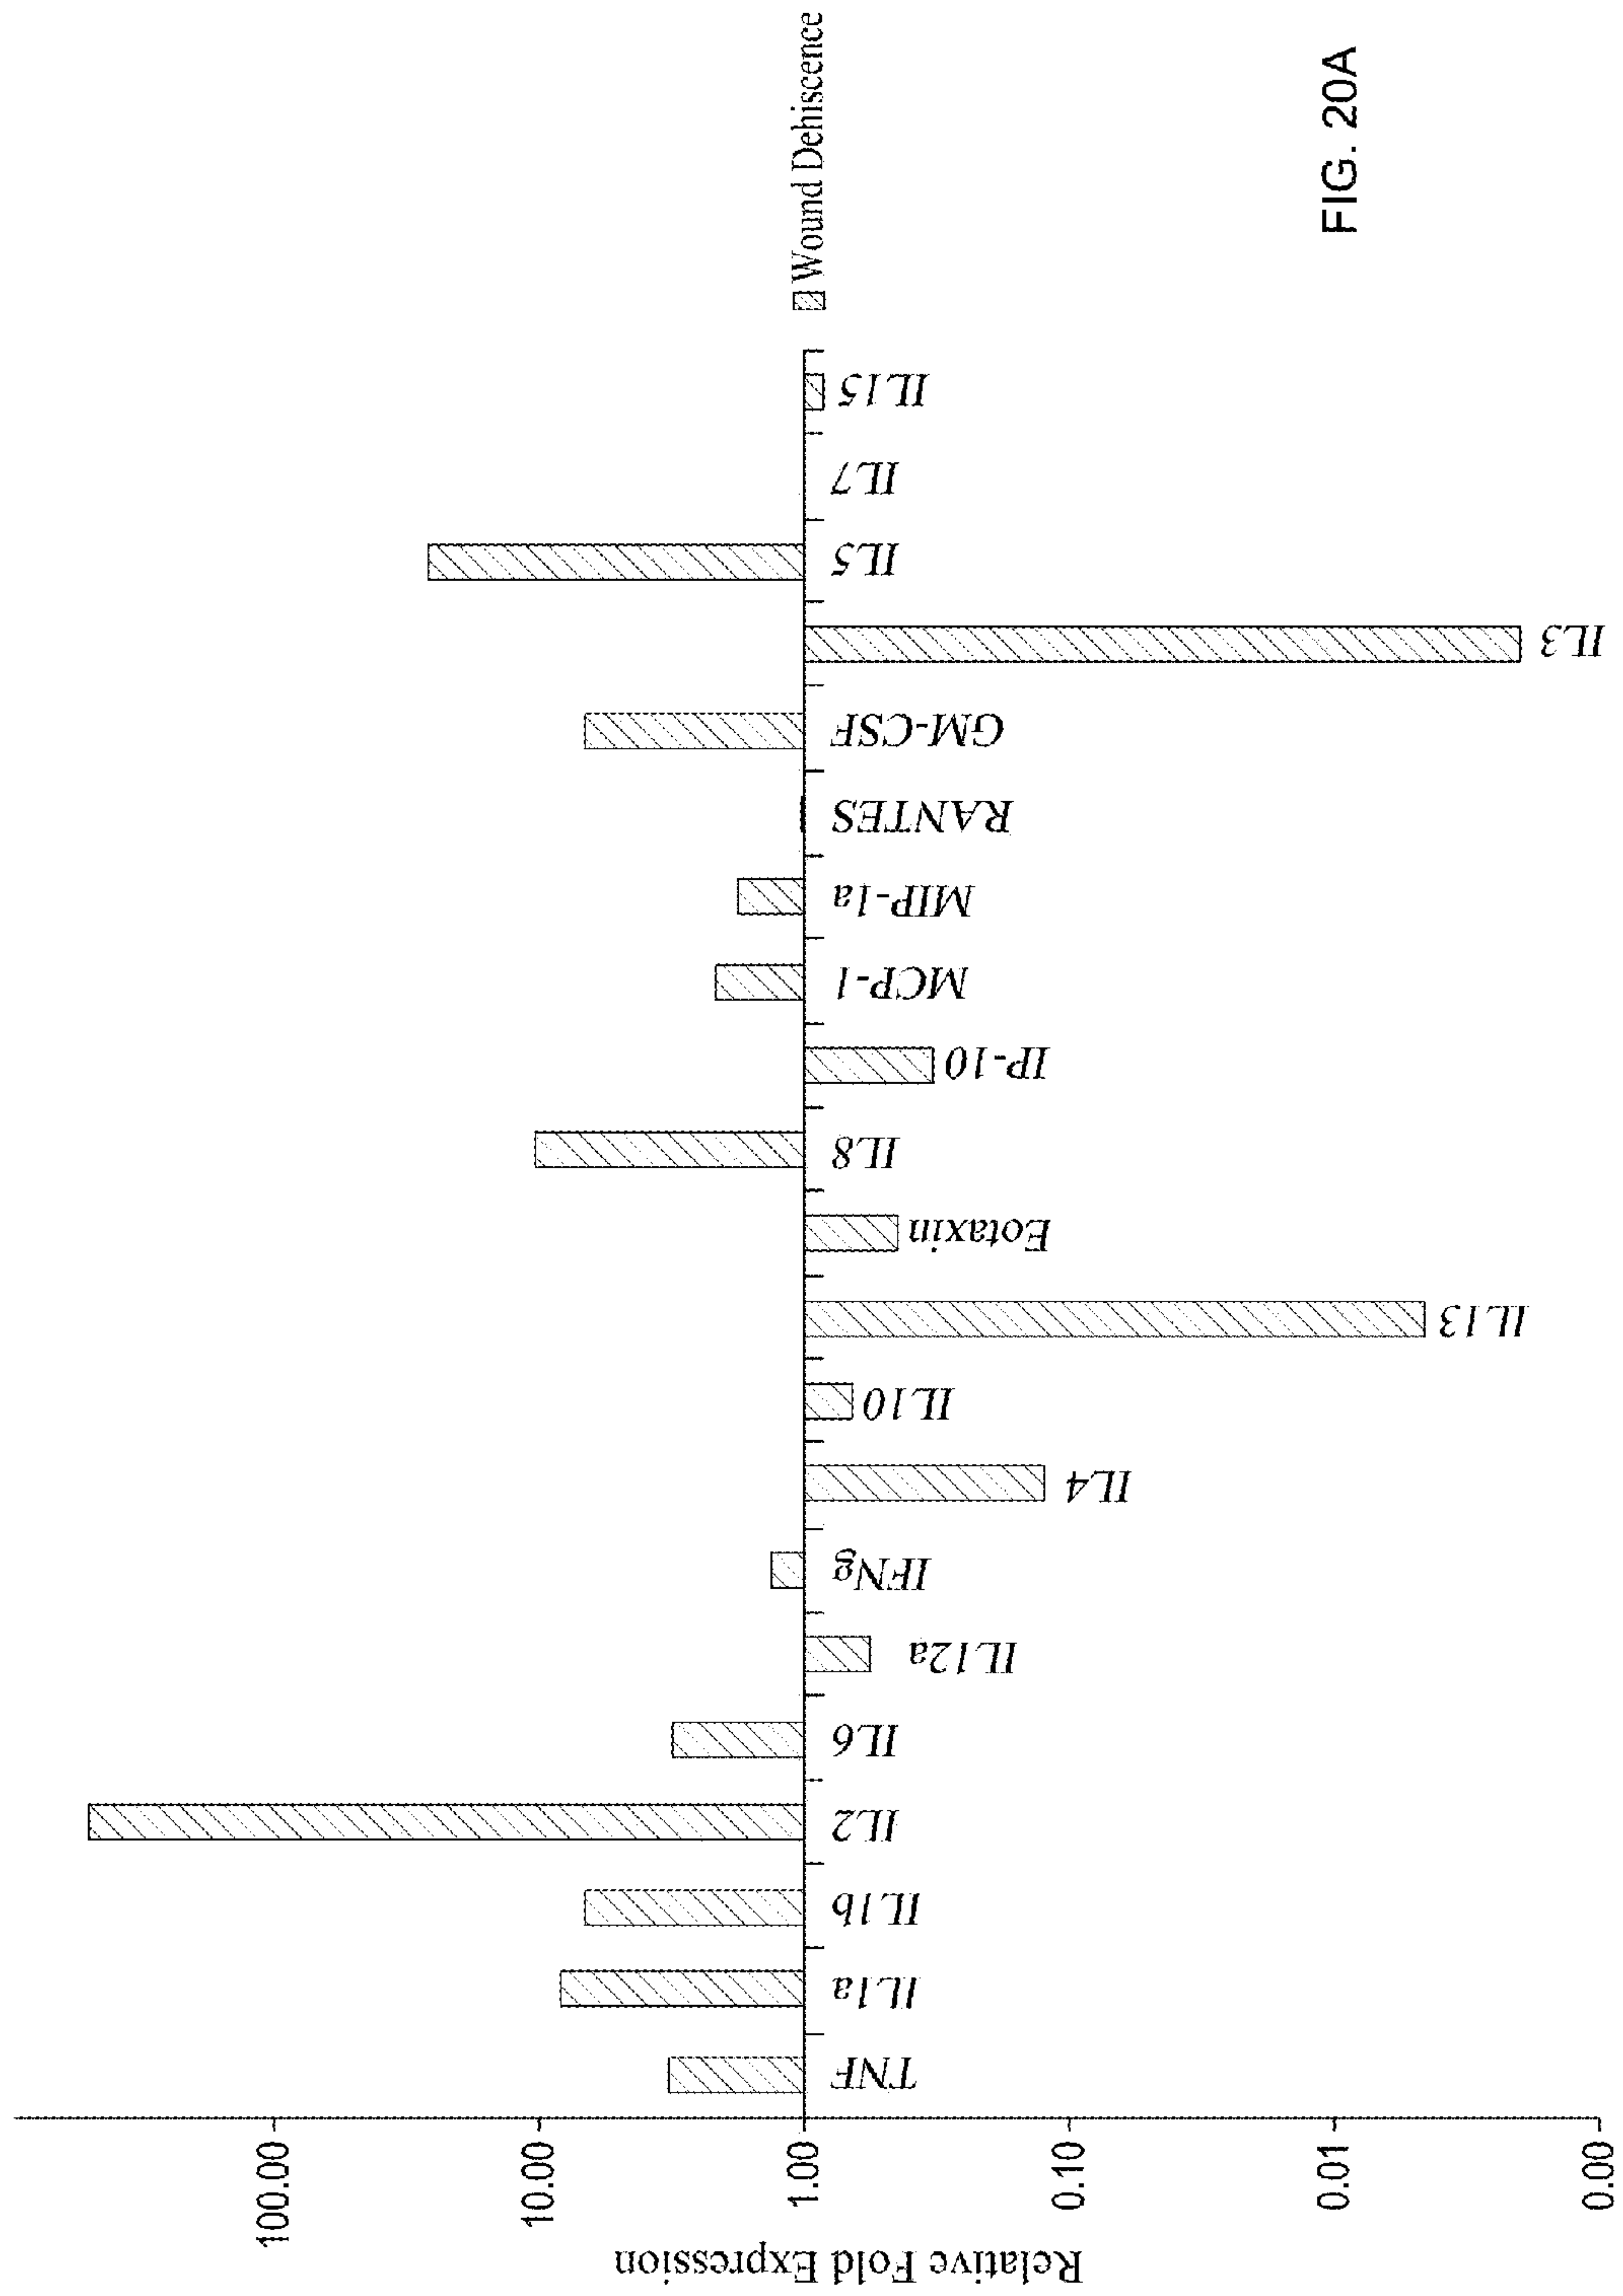 Relative Fold Expression
100.00
10.00
1.00
0.10
0.01
0.00
TNF
IL1a
IL1b
IL2
IL6
IL12a
IFNg
IL4
IL10
IL13
Eotaxin
IL8
IP-10
MCP-1
MIP-1a
RANTES
GM-CSF
IL3
IL5
IL7
IL15
Wound Dehiscence
FIG. 20A